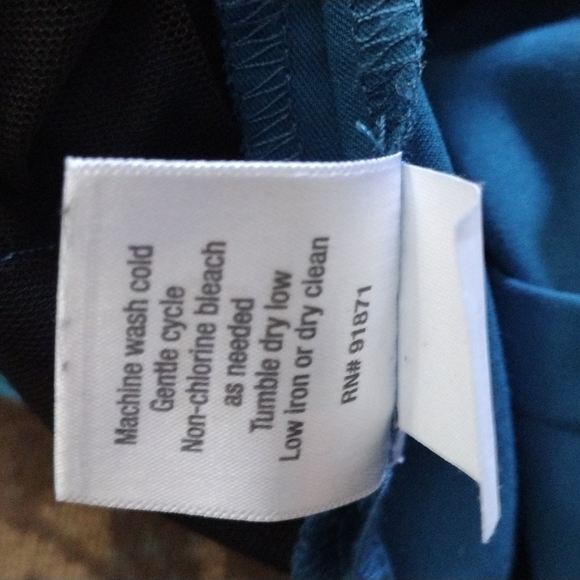 Machine wash cold
Gentle cycle
Non-chlorine bleach
as needed
Tumble dry low
Low iron or dry clean
RN# 91871